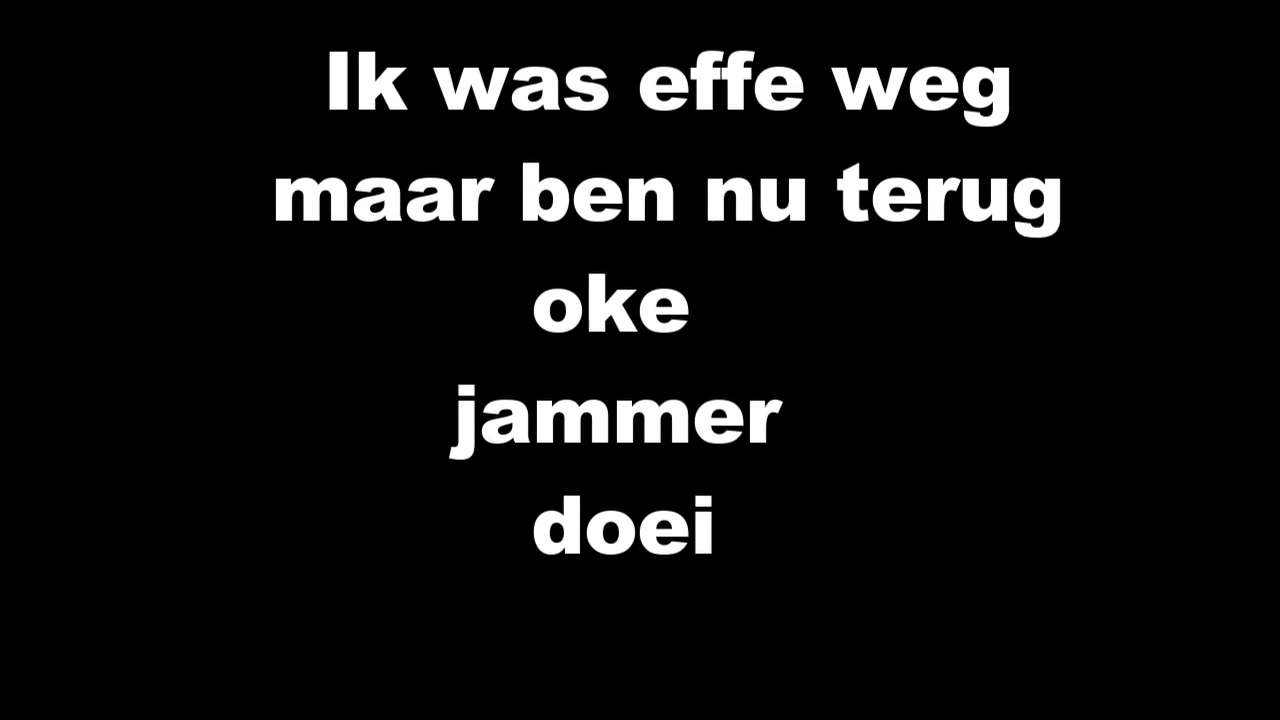 Ik was effe weg
maar ben nu terug
oke
jammer
doei